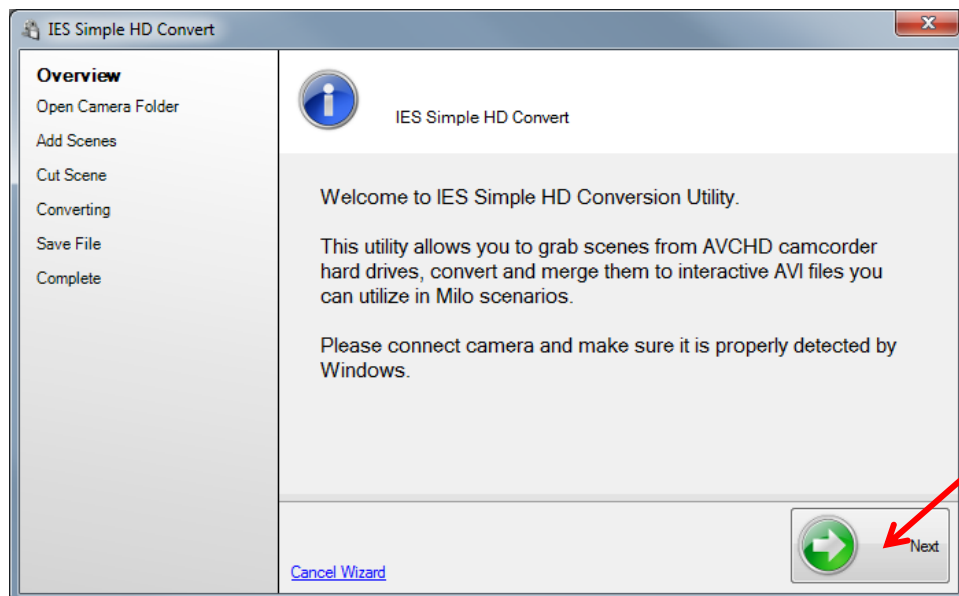 IES Simple HD Convert
Overview
Open Camera Folder
Add Scenes
Cut Scene
Converting
Save File
Complete
IES Simple HD Convert
Welcome to IES Simple HD Conversion Utility.
This utility allows you to grab scenes from AVCHD camcorder
hard drives, convert and merge them to interactive AVI files you
can utilize in Milo scenarios.
Please connect camera and make sure it is properly detected by
Windows.
Next
Cancel Wizard